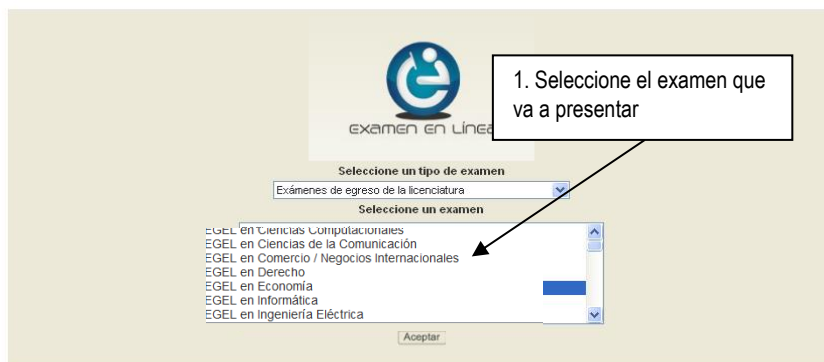 1. Seleccione el examen que
va a presentar
examen en Línea
Seleccione un tipo de examen
Exámenes de egreso de la licenciatura
Seleccione un examen
EGEL en Ciencias Computacionales
EGEL en Ciencias de la Comunicación
EGEL en Comercio / Negocios Internacionales
EGEL en Derecho
EGEL en Economía
EGEL en Informática
EGEL en Ingeniería Eléctrica
Aceptar